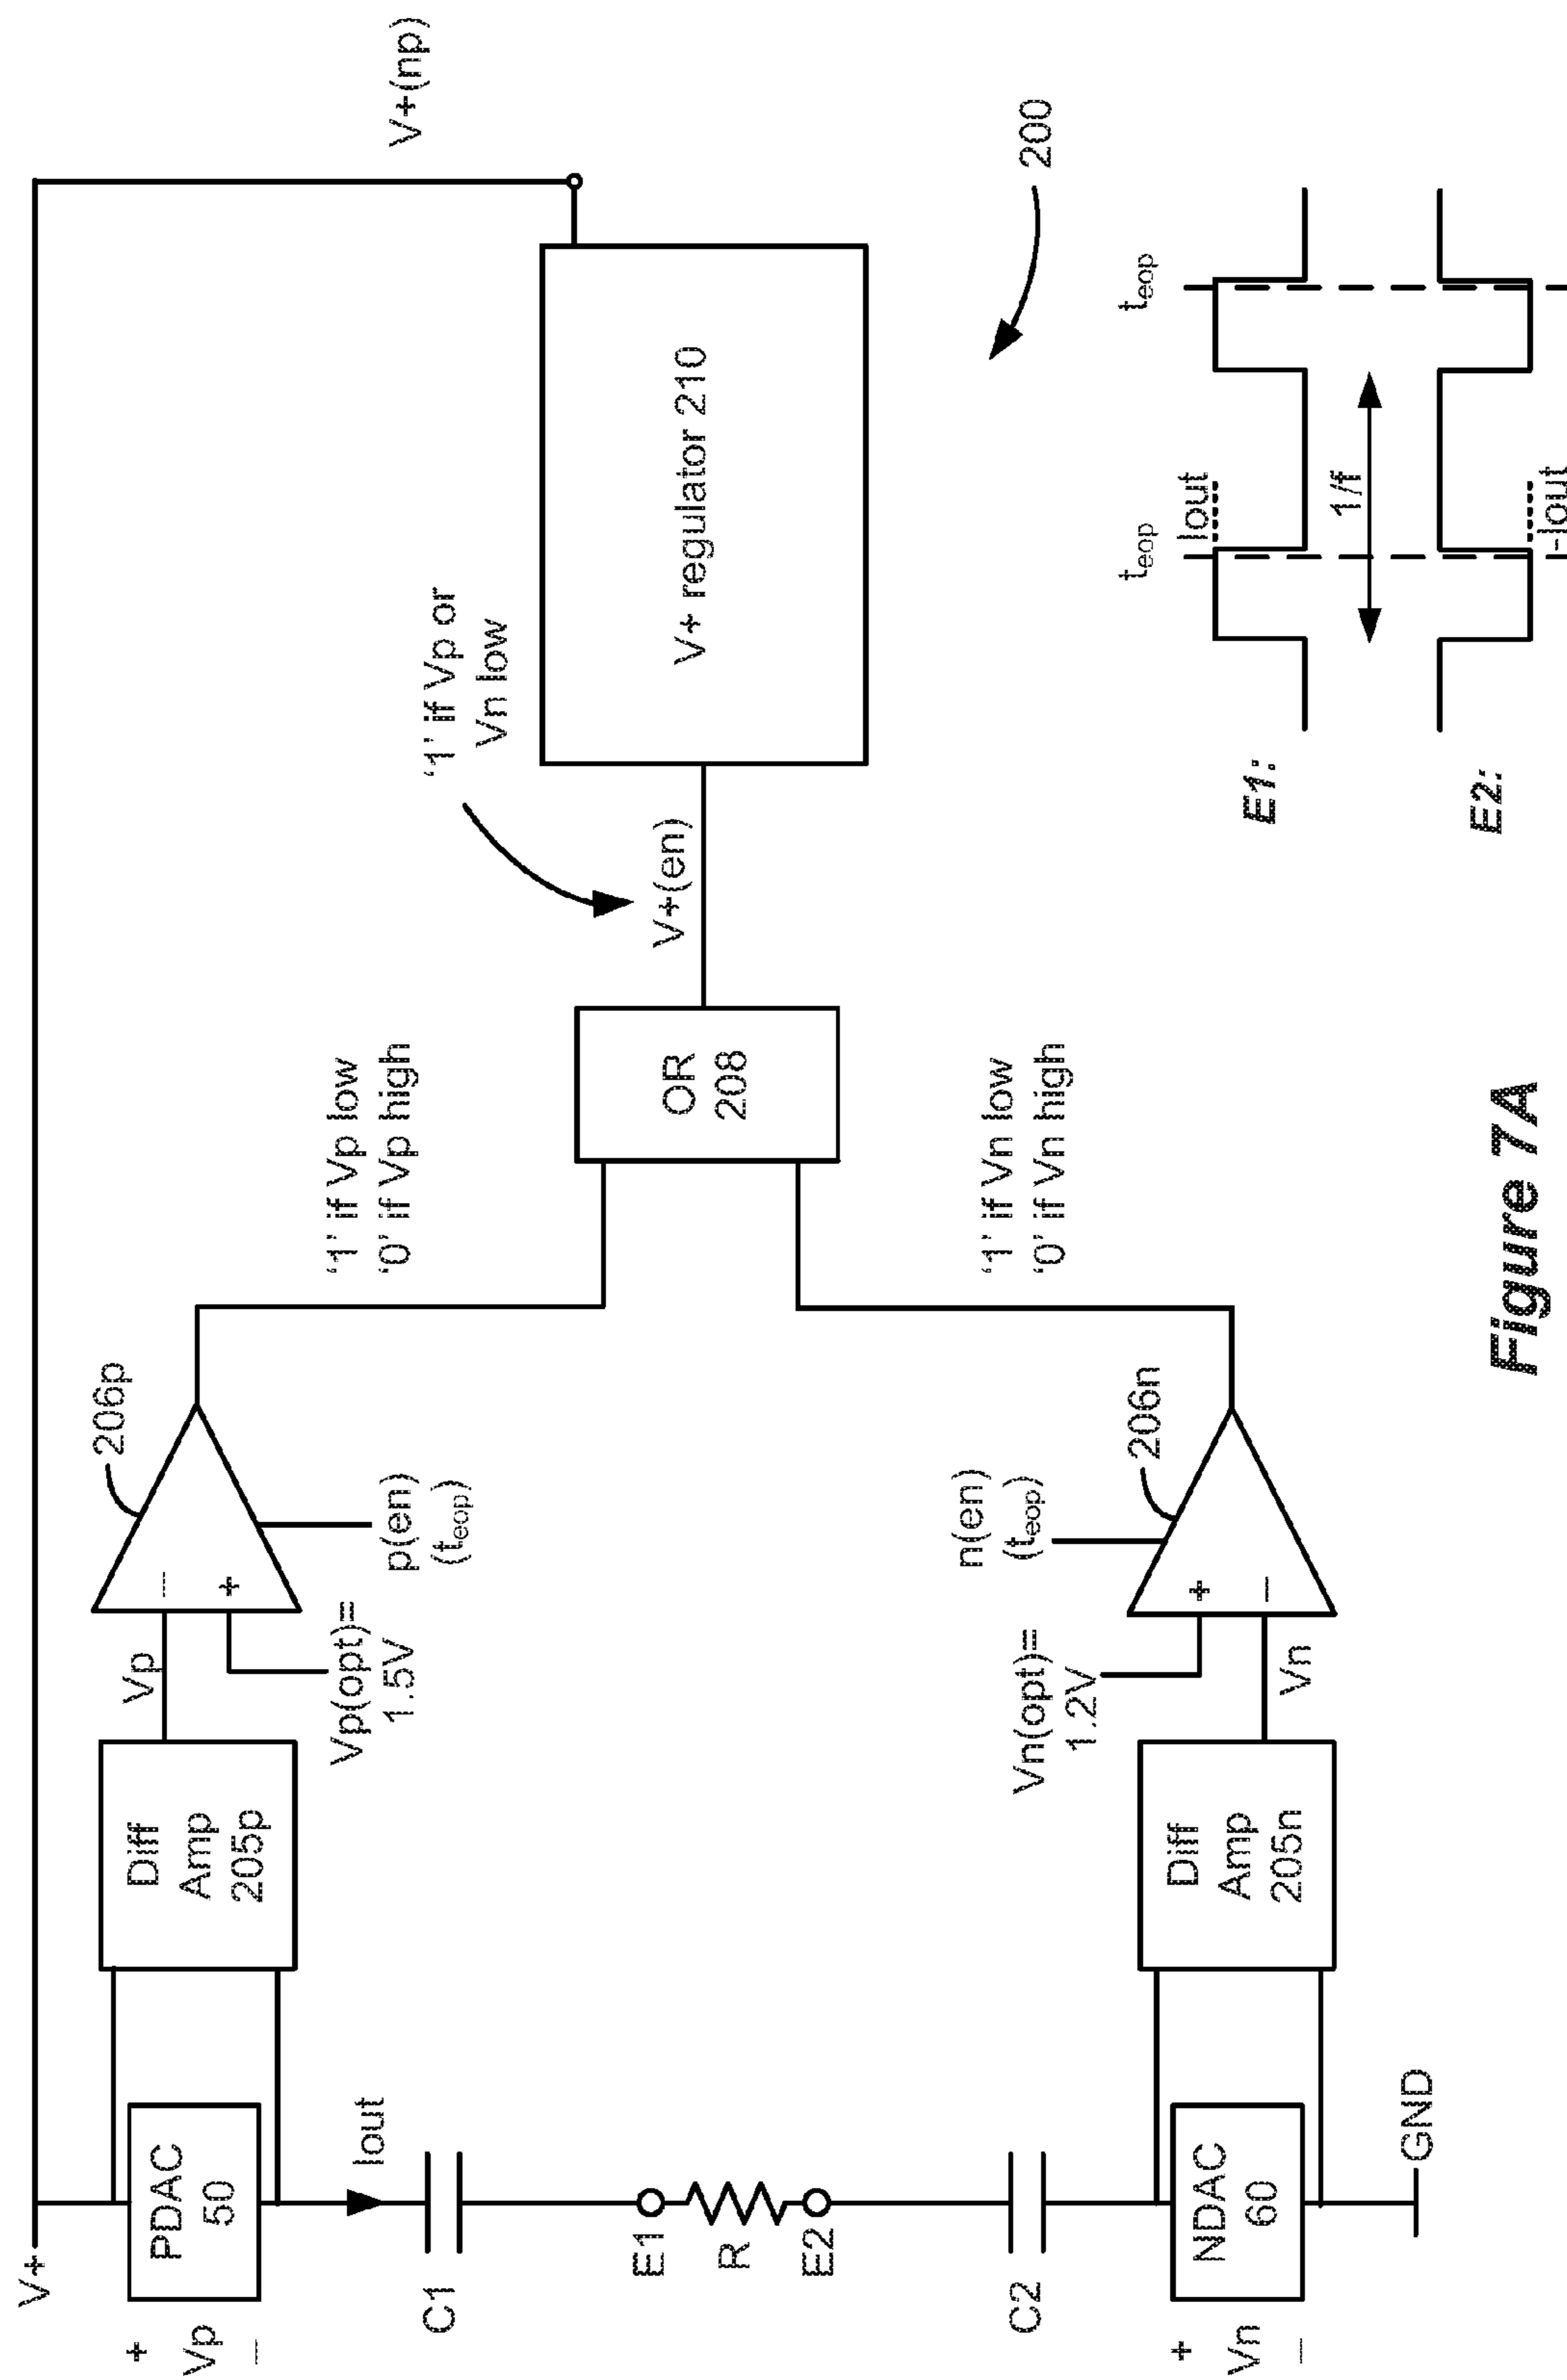 V+
+
Vp
–
PDAC
50
Iout
C1
E1
R
E2
C2
+
Vn
–
NDAC
60
GND
Diff
Amp
205p
Vp
Vp(opt)=
1.5V
–
+
206p
p(en)
(teop)
Diff
Amp
205n
Vn
Vn(opt)=
1.2V
+
–
206n
n(en)
(teop)
'1' if Vp low
'0' if Vp high
'1' if Vn low
'0' if Vn high
OR
208
V+(en)
'1' if Vp or
Vn low
V+ regulator 210
V+(np)
200
E1:
E2:
teop
Iout
1/f
-Iout
teop
Figure 7A